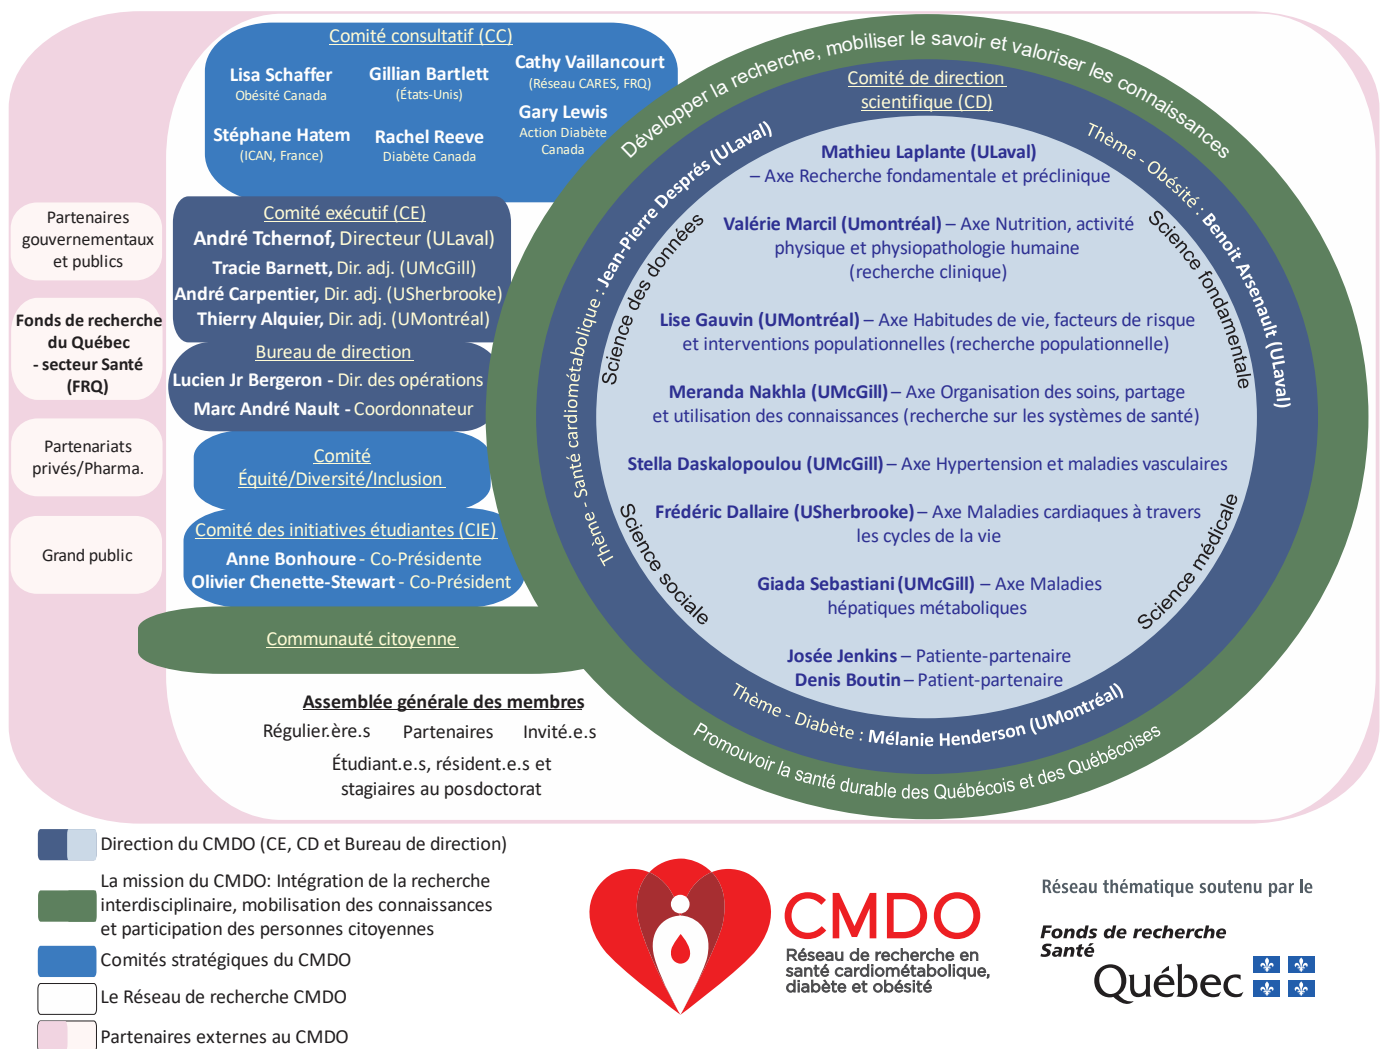 Comité consultatif (CC)
Lisa Schaffer
Obésité Canada
Gillian Bartlett
(États-Unis)
Cathy Vaillancourt
(Réseau CARES, FRQ)
Stéphane Hatem
(ICAN, France)
Rachel Reeve
Diabète Canada
Gary Lewis
Action Diabète
Canada
Partenaires
gouvernementaux
et publics
Fonds de recherche
du Québec
- secteur Santé
(FRQ)
Partenariats
privés/Pharma.
Grand public
Comité exécutif (CE)
André Tchernof, Directeur (ULaval)
Tracie Barnett, Dir. adj. (UMcGill)
André Carpentier, Dir. adj. (USherbrooke)
Thierry Alquier, Dir. adj. (UMontréal)
Bureau de direction
Lucien Jr Bergeron - Dir. des opérations
Marc André Nault - Coordonnateur
Comité
Équité/Diversité/Inclusion
Comité des initiatives étudiantes (CIE)
Anne Bonhoure - Co-Présidente
Olivier Chenette-Stewart - Co-Président
Communauté citoyenne
Assemblée générale des membres
Régulier.ère.s Partenaires Invité.e.s
Étudiant.e.s, résident.e.s et
stagiaires au posdoctorat
Développer la recherche, mobiliser le savoir et valoriser les connaissances
Comité de direction
scientifique (CD)
Thème - Santé cardiométabolique : Jean-Pierre Després (ULaval)
Thème - Obésité : Benoit Arsenault (ULaval)
Science des données
Science fondamentale
Mathieu Laplante (ULaval)
– Axe Recherche fondamentale et préclinique
Valérie Marcil (Umontréal) – Axe Nutrition, activité
physique et physiopathologie humaine
(recherche clinique)
Lise Gauvin (UMontréal) – Axe Habitudes de vie, facteurs de risque
et interventions populationnelles (recherche populationnelle)
Meranda Nakhla (UMcGill) – Axe Organisation des soins, partage
et utilisation des connaissances (recherche sur les systèmes de santé)
Stella Daskalopoulou (UMcGill) – Axe Hypertension et maladies vasculaires
Frédéric Dallaire (USherbrooke) – Axe Maladies cardiaques à travers
les cycles de la vie
Giada Sebastiani (UMcGill) – Axe Maladies
hépatiques métaboliques
Josée Jenkins – Patiente-partenaire
Denis Boutin – Patient-partenaire
Science sociale
Science médicale
Thème - Diabète : Mélanie Henderson (UMontréal)
Promouvoir la santé durable des Québécois et des Québécoises
Direction du CMDO (CE, CD et Bureau de direction)
La mission du CMDO: Intégration de la recherche
interdisciplinaire, mobilisation des connaissances
et participation des personnes citoyennes
Comités stratégiques du CMDO
Le Réseau de recherche CMDO
Partenaires externes au CMDO
CMDO
Réseau de recherche en
santé cardiométabolique,
diabète et obésité
Réseau thématique soutenu par le
Fonds de recherche
Santé
Québec